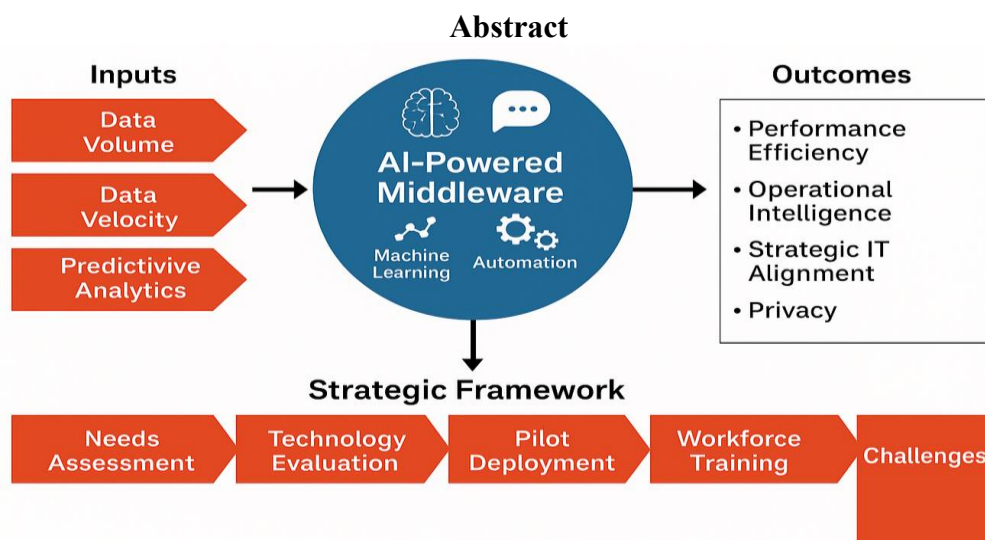 Abstract
Inputs
Data
Volume
Data
Velocity
Predictivive
Analytics
AI-Powered
Middleware
Machine
Learning
Automation
Outcomes
• Performance
Efficiency
• Operational
Intelligence
• Strategic IT
Alignment
• Privacy
Strategic Framework
Needs
Assessment
Technology
Evaluation
Pilot
Deployment
Workforce
Training
Challenges